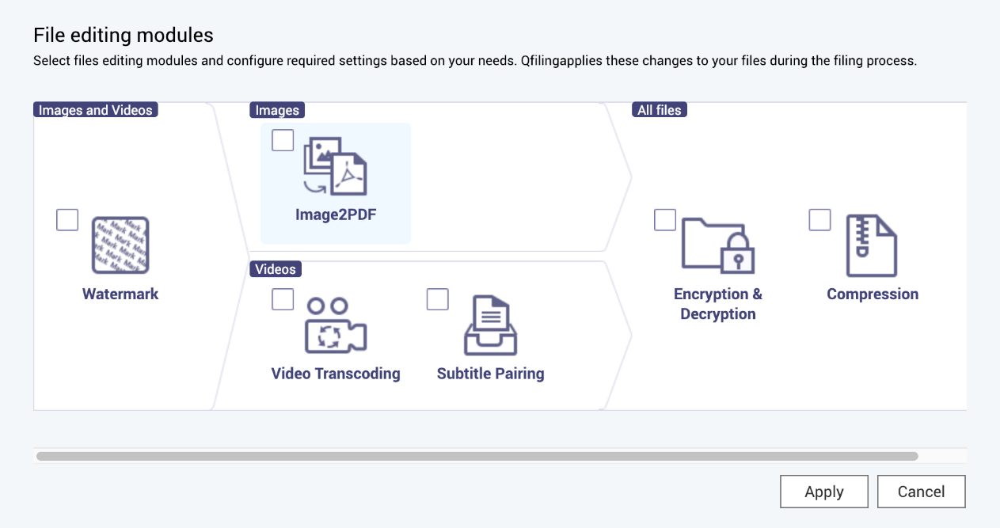 File editing modules
Select files editing modules and configure required settings based on your needs. Qfilingapplies these changes to your files during the filing process.
Images and Videos
Watermark
Images
Image2PDF
Videos
Video Transcoding
Subtitle Pairing
All files
Encryption &
Decryption
Compression
Apply
Cancel